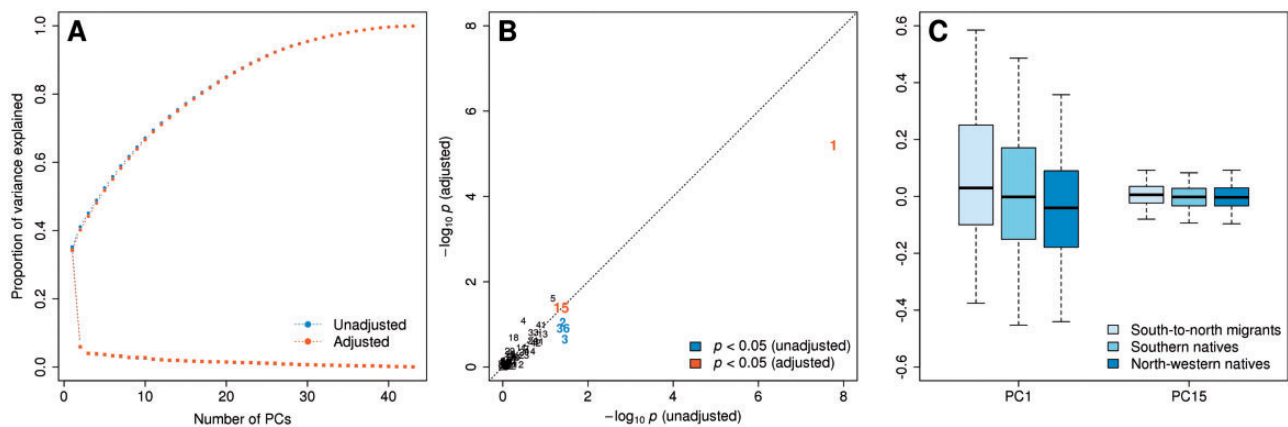 A
Proportion of variance explained
1.0
0.8
0.6
0.4
0.2
0.0
Unadjusted
Adjusted
0 10 20 30 40
Number of PCs
B
−log10 p (adjusted)
8
6
4
2
0
1
5
15
4
2
41
36
33
13
18
3
p < 0.05 (unadjusted)
p < 0.05 (adjusted)
0 2 4 6 8
−log10 p (unadjusted)
C
0.6
0.4
0.2
0.0
-0.2
-0.4
-0.6
South-to-north migrants
Southern natives
North-western natives
PC1 PC15